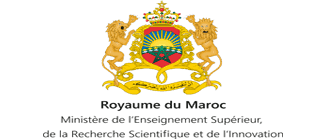 Royaume du Maroc
Ministère de l'Enseignement Supérieur,
de la Recherche Scientifique et de l'Innovation